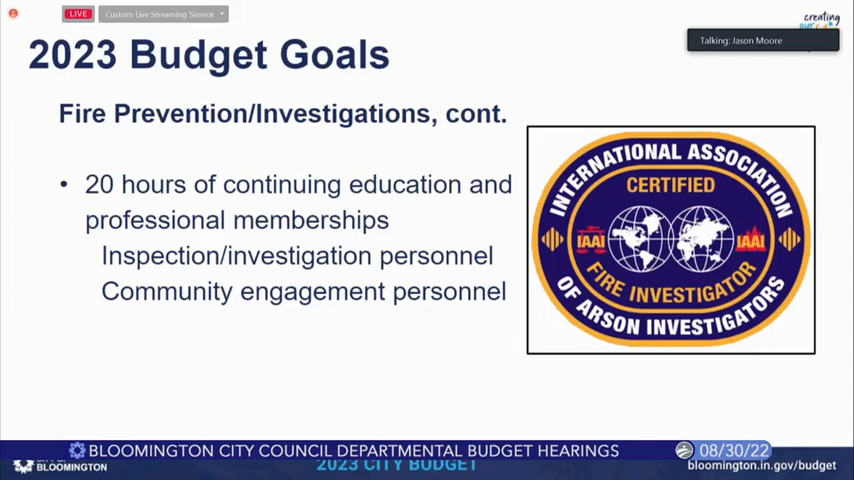 LIVE
Custom Live Streaming Service
creating
Talking: Jason Moore
2023 Budget Goals
Fire Prevention/Investigations, cont.
• 20 hours of continuing education and
professional memberships
Inspection/investigation personnel
Community engagement personnel
INTERNATIONAL ASSOCIATION
CERTIFIED
IAAI
IAAI
FIRE INVESTIGATOR
OF ARSON INVESTIGATORS
BLOOMINGTON CITY COUNCIL DEPARTMENTAL BUDGET HEARINGS
08/30/22
BLOOMINGTON
2023 CITY BUDGET
bloomington.in.gov/budget